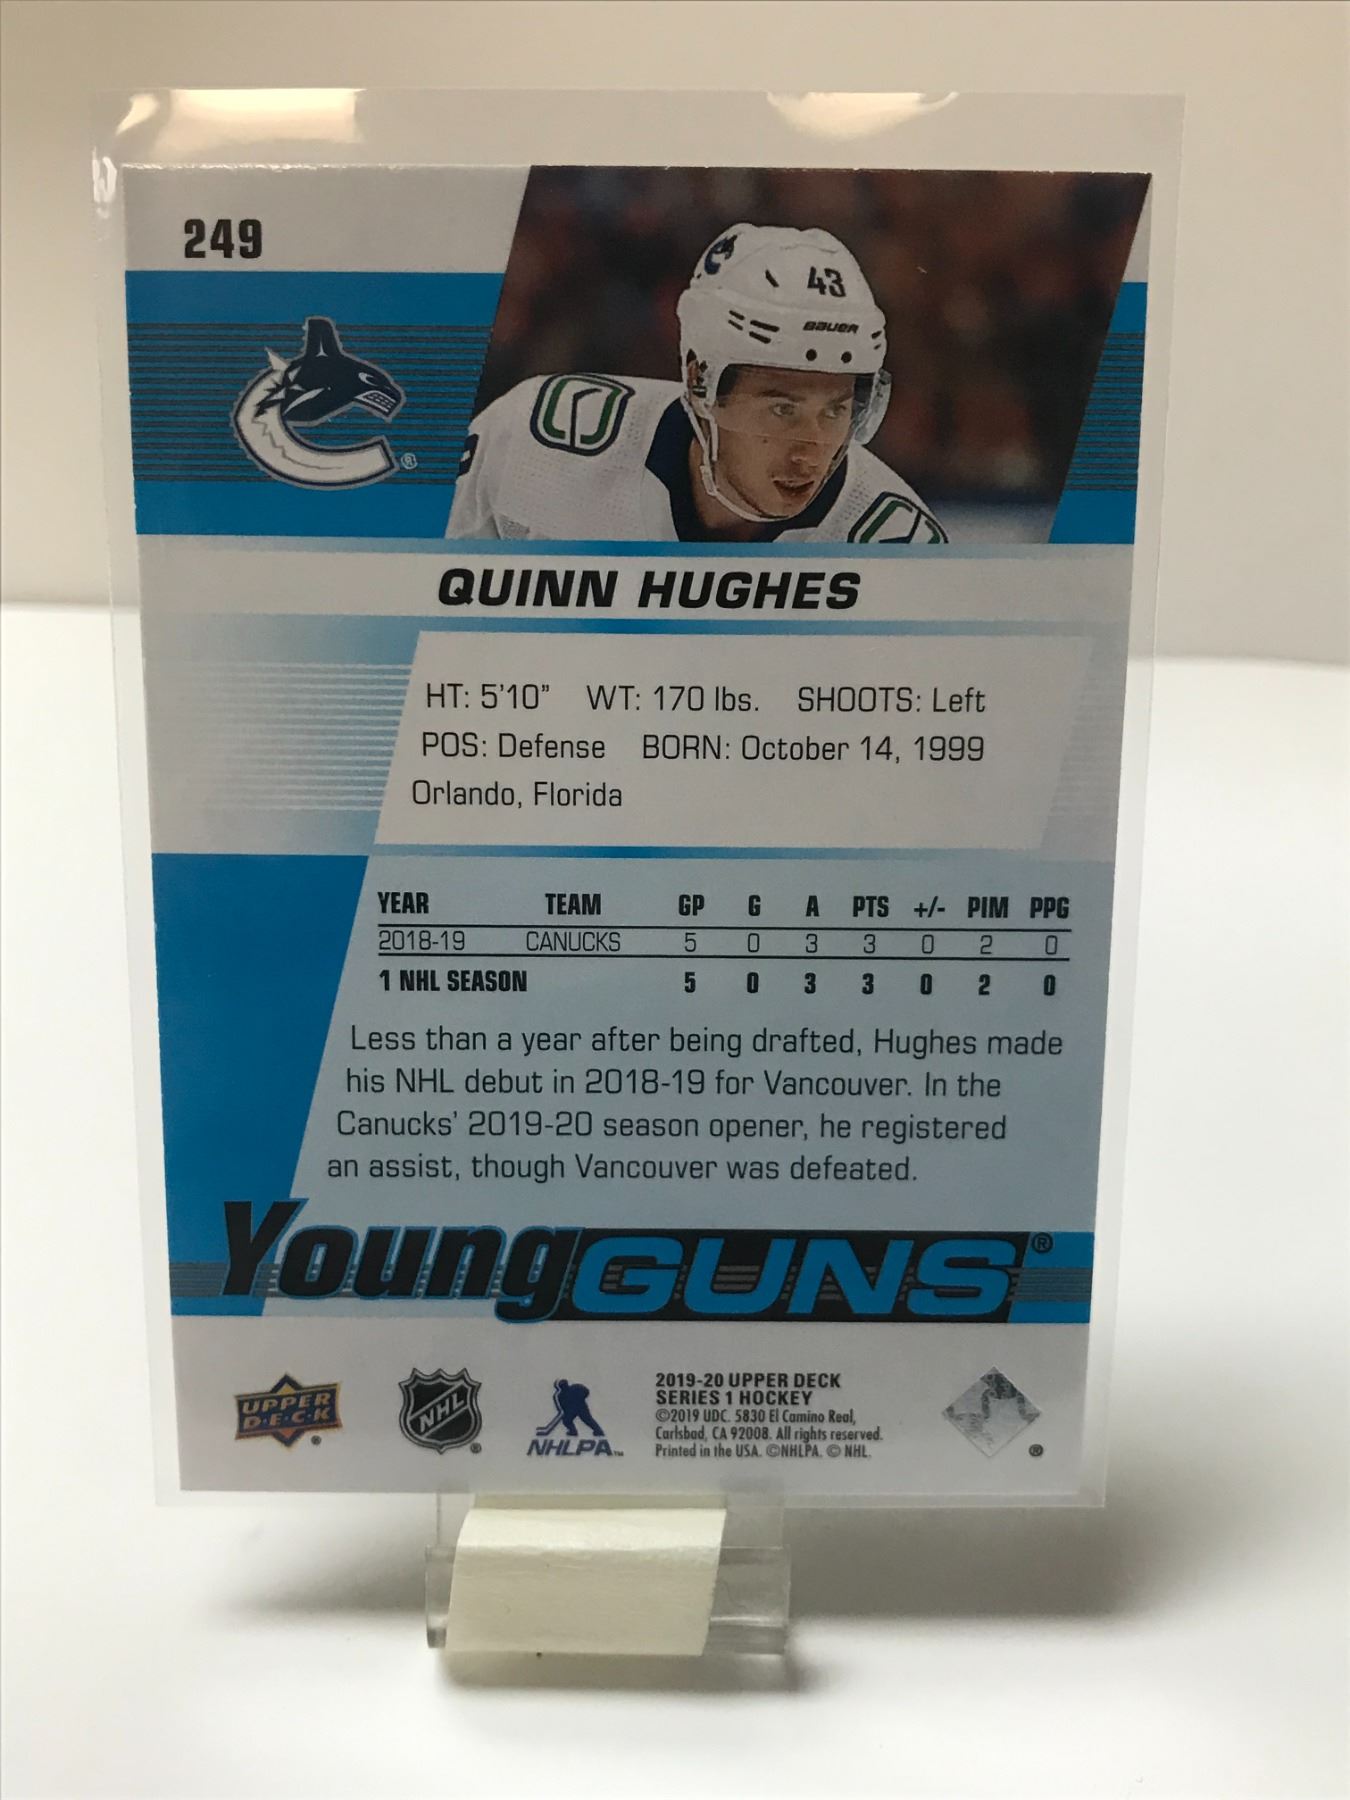 249
43
BAUER
®
QUINN HUGHES
HT: 5'10" WT: 170 lbs. SHOOTS: Left
POS: Defense BORN: October 14, 1999
Orlando, Florida
YEAR TEAM GP G A PTS +/- PIM PPG
2018-19 CANUCKS 5 0 3 3 0 2 0
1 NHL SEASON 5 0 3 3 0 2 0
Less than a year after being drafted, Hughes made
his NHL debut in 2018-19 for Vancouver. In the
Canucks' 2019-20 season opener, he registered
an assist, though Vancouver was defeated.
Young GUNS®
UPPER
D·E·C·K
®
NHL
®
NHLPA™
2019-20 UPPER DECK
SERIES 1 HOCKEY
©2019 UDC. 5830 El Camino Real,
Carlsbad, CA 92008. All rights reserved.
Printed in the USA. ©NHLPA. © NHL.
®